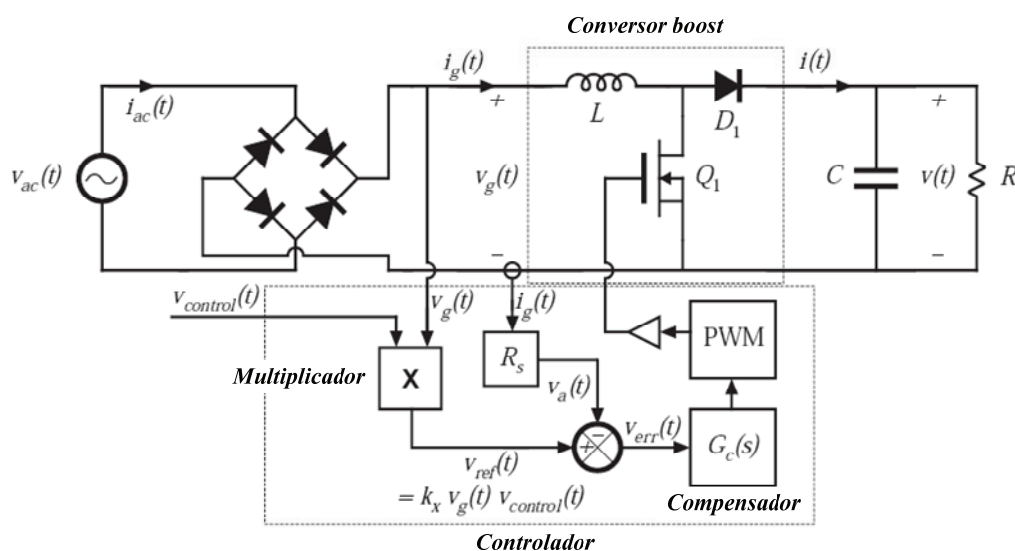 Conversor boost
i_g(t)
i(t)
i_ac(t)
L
D_1
v_ac(t)
+
v_g(t)
–
Q_1
C
+
v(t)
–
R
v_control(t)
v_g(t)
i_g(t)
Multiplicador
X
R_s
PWM
v_a(t)
+
–
v_err(t)
G_c(s)
v_ref(t)
= k_x v_g(t) v_control(t)
Compensador
Controlador